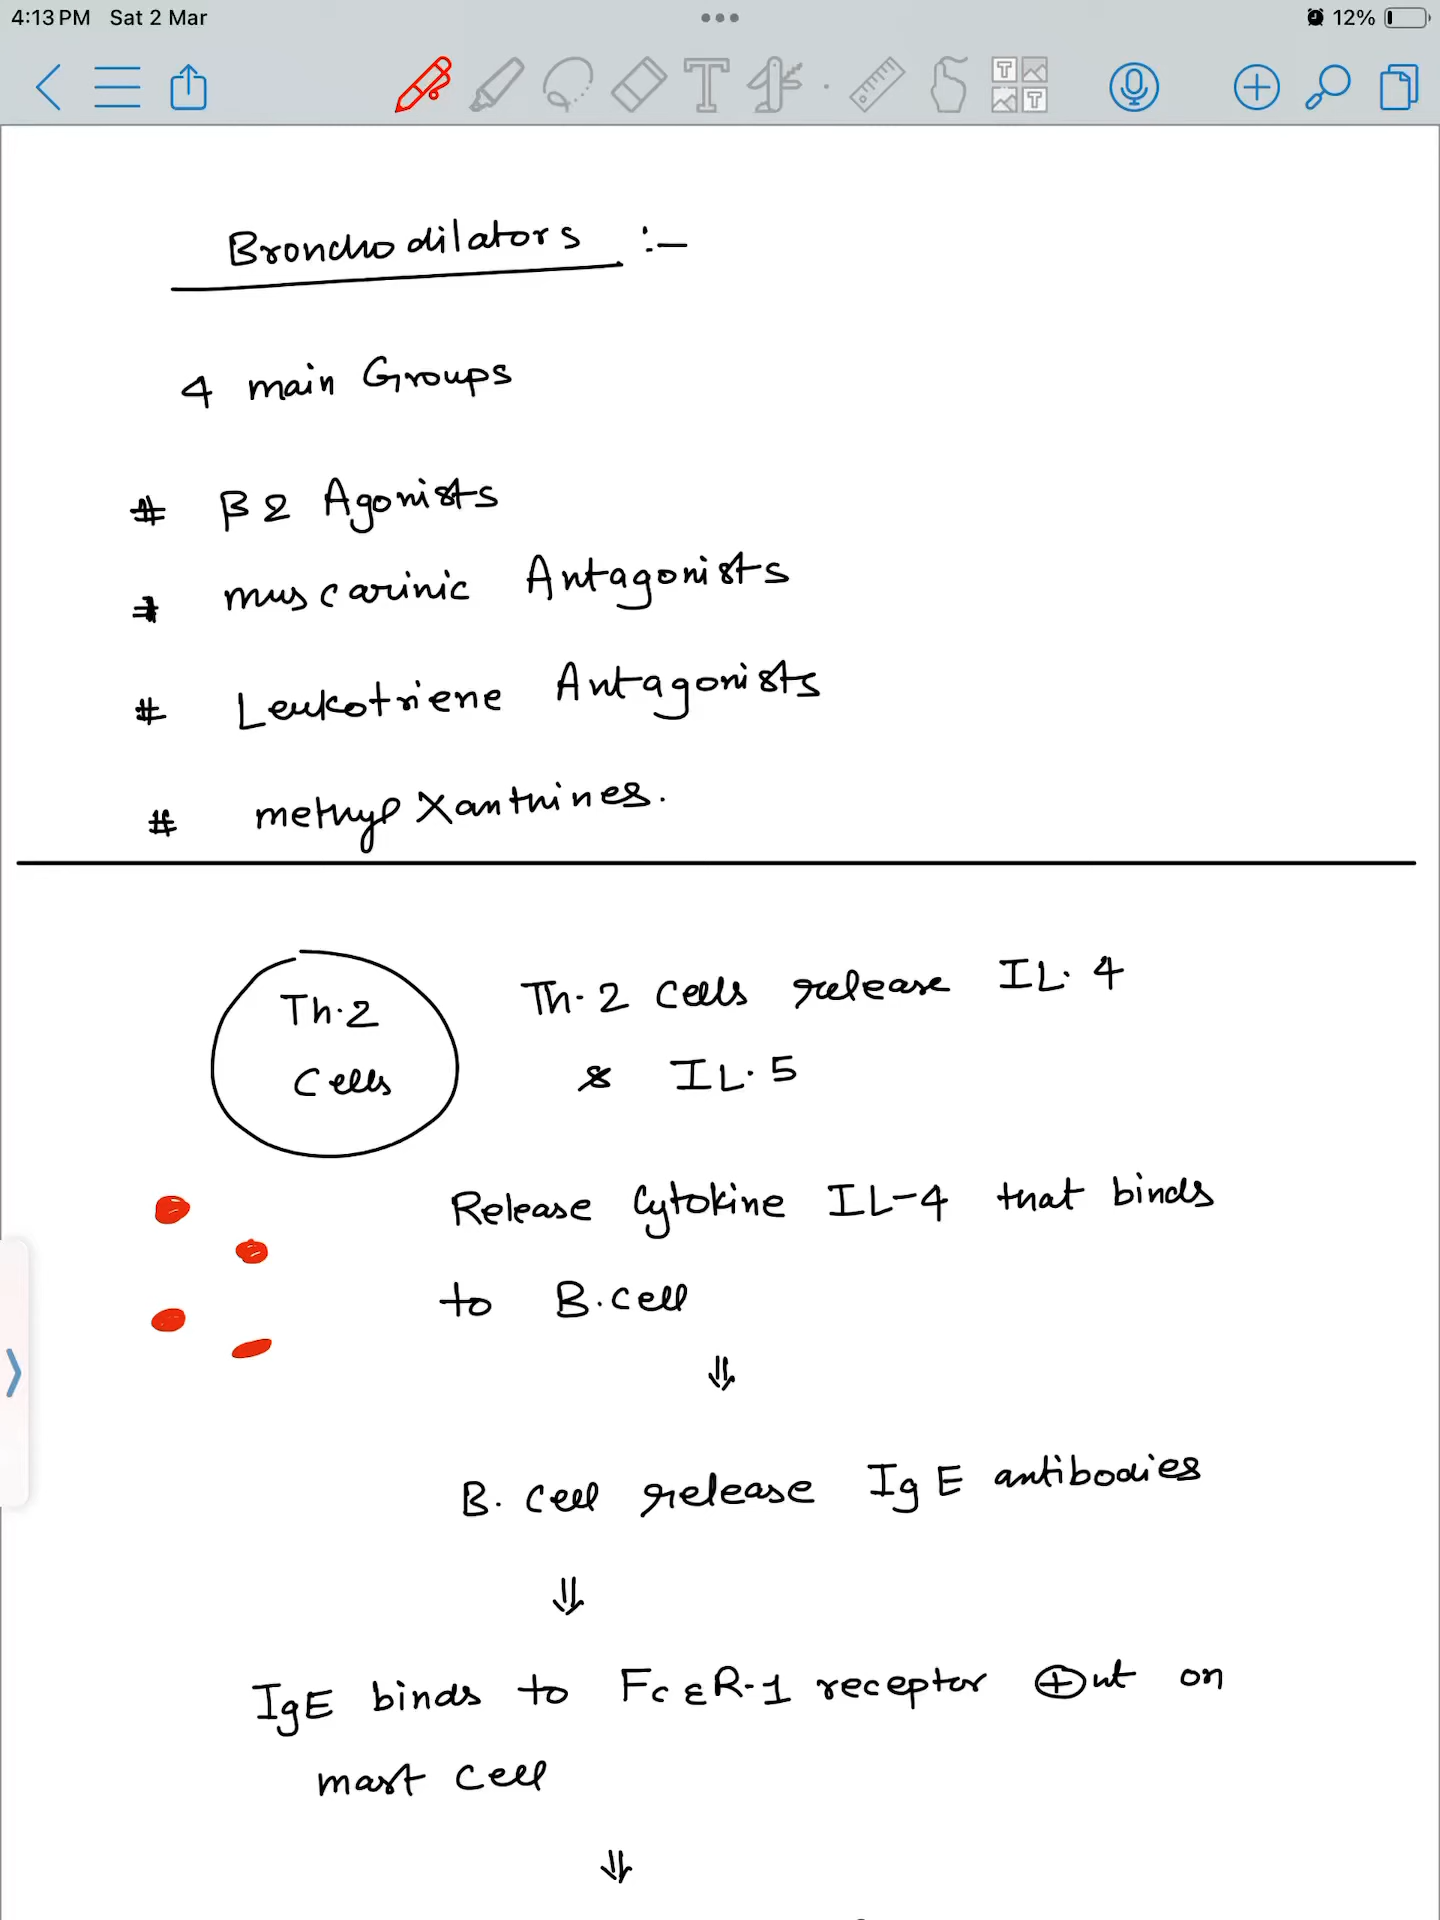 4:13 PM Sat 2 Mar
12%
Bronchodilators :-
4 main Groups
# β2 Agonists
# muscarinic Antagonists
# Leukotriene Antagonists
# methyl Xanthines.
Th.2
Cells
Th.2 Cells release IL.4
& IL.5
Release Cytokine IL-4 that binds
to B.cell
⇓
B. cell release IgE antibodies
⇓
IgE binds to FcεR-1 receptor ⊕nt on
mast cell
⇓